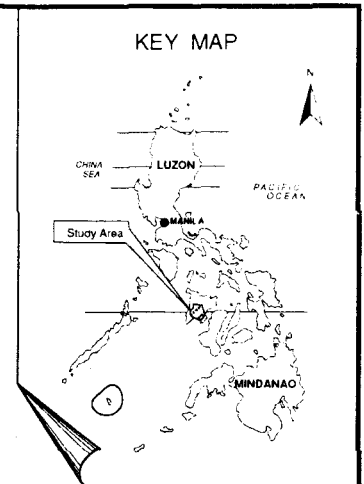 KEY MAP
N
CHINA
SEA
LUZON
PACIFIC
OCEAN
MANILA
Study Area
MINDANAO